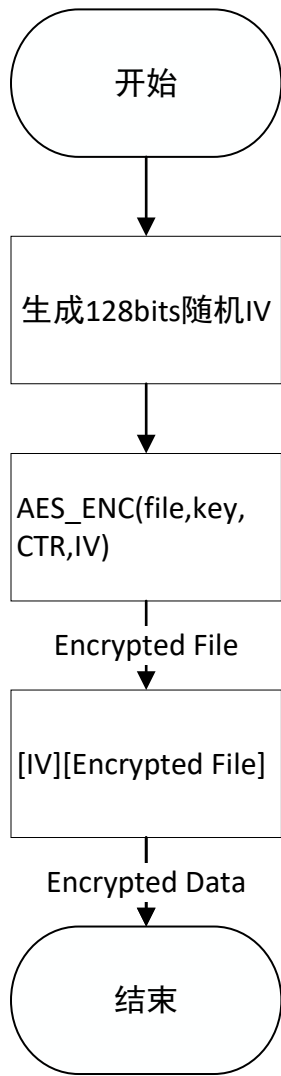 开始
生成128bits随机IV
AES_ENC(file,key,
CTR,IV)
Encrypted File
[IV][Encrypted File]
Encrypted Data
结束